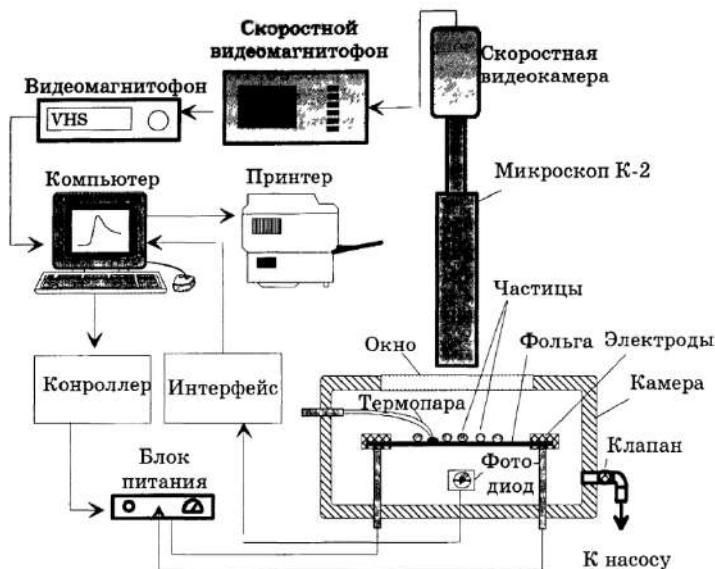 Скоростной
видеомагнитофон
Скоростная
видеокамера
Видеомагнитофон
VHS
Микроскоп К-2
Компьютер
Принтер
Частицы
Окно
Фольга
Электроды
Конроллер
Интерфейс
Термопара
Камера
Клапан
Блок
питания
Фото-
диод
К насосу